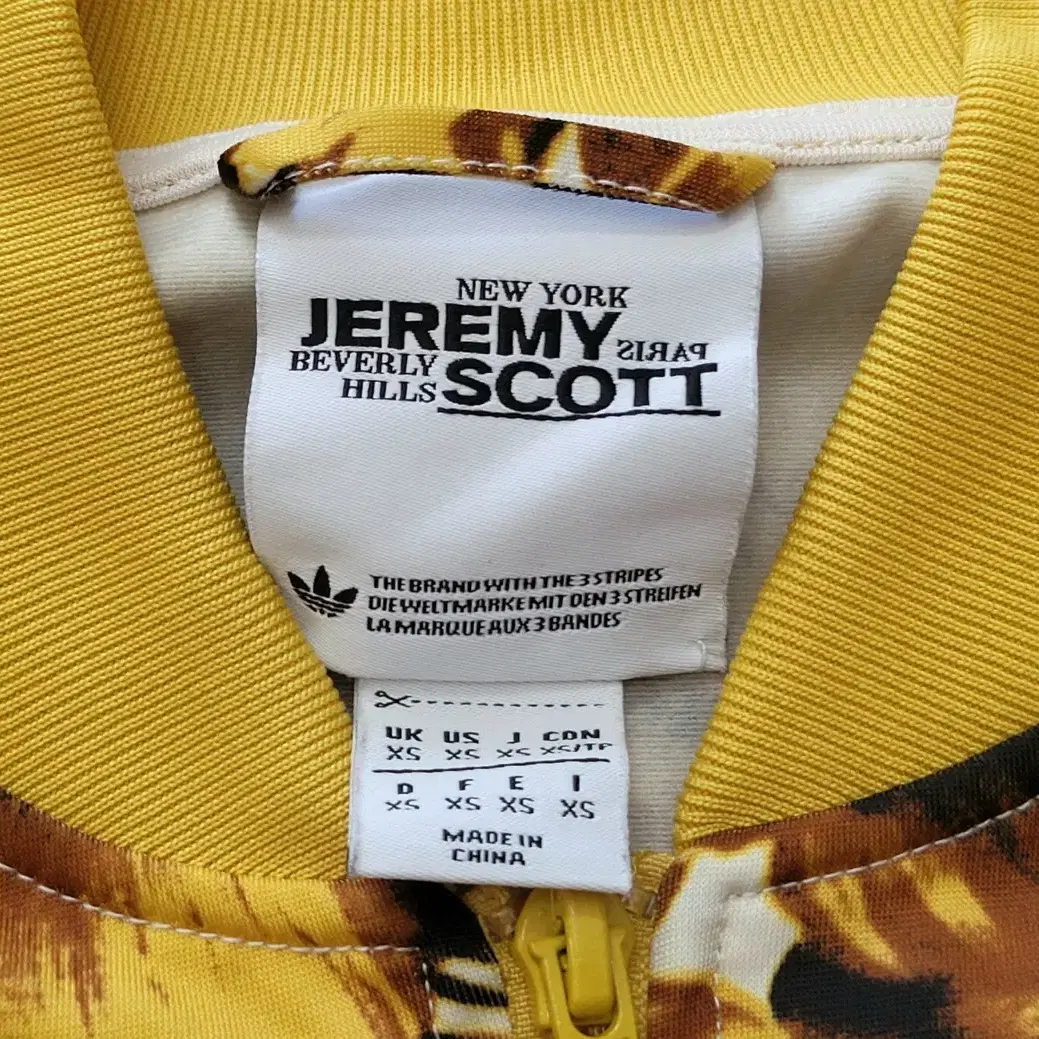 NEW YORK
JEREMY
PARIS
BEVERLY
HILLS
SCOTT
THE BRAND WITH THE 3 STRIPES
DIE WELTMARKE MIT DEN 3 STREIFEN
LA MARQUE AUX 3 BANDES
UK US J CDN
XS XS XS XS/TP
D F E I
XS XS XS XS
MADE IN
CHINA